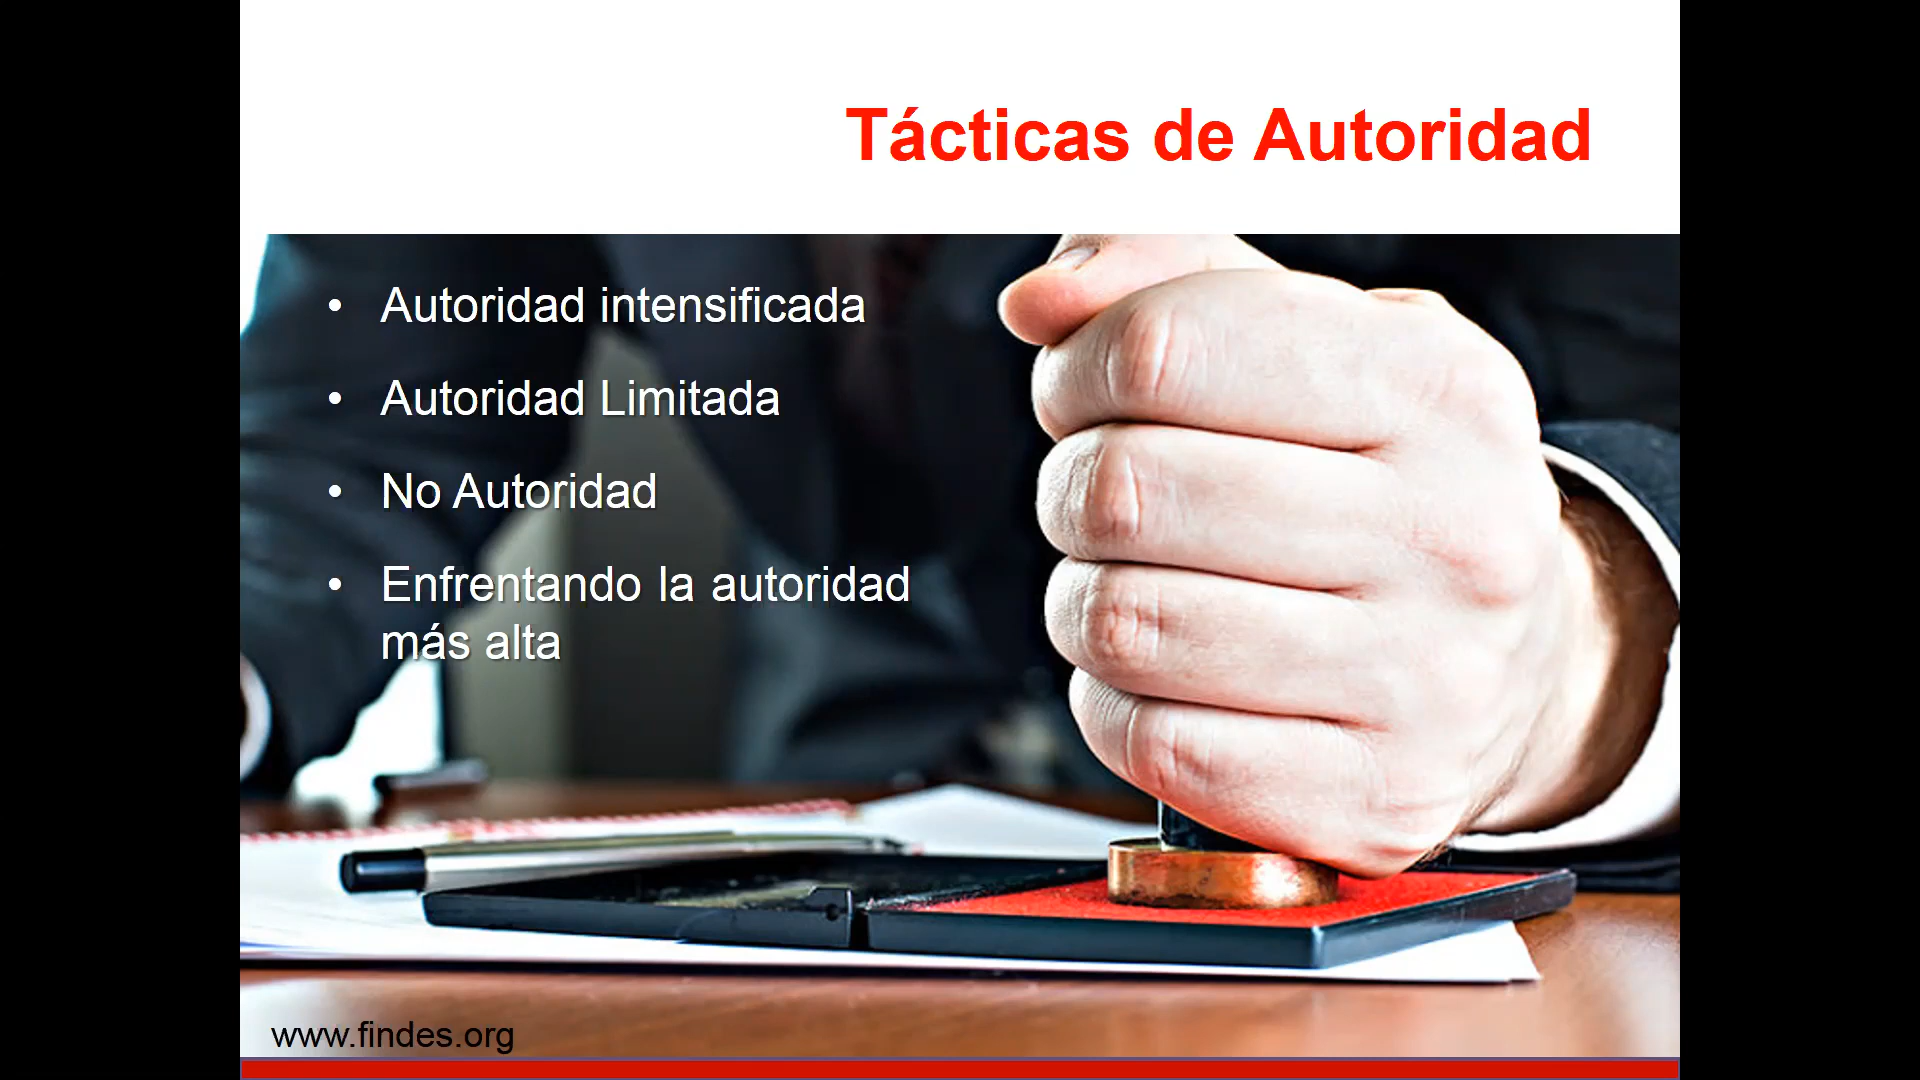 Tácticas de Autoridad
• Autoridad intensificada
• Autoridad Limitada
• No Autoridad
• Enfrentando la autoridad
más alta
www.findes.org